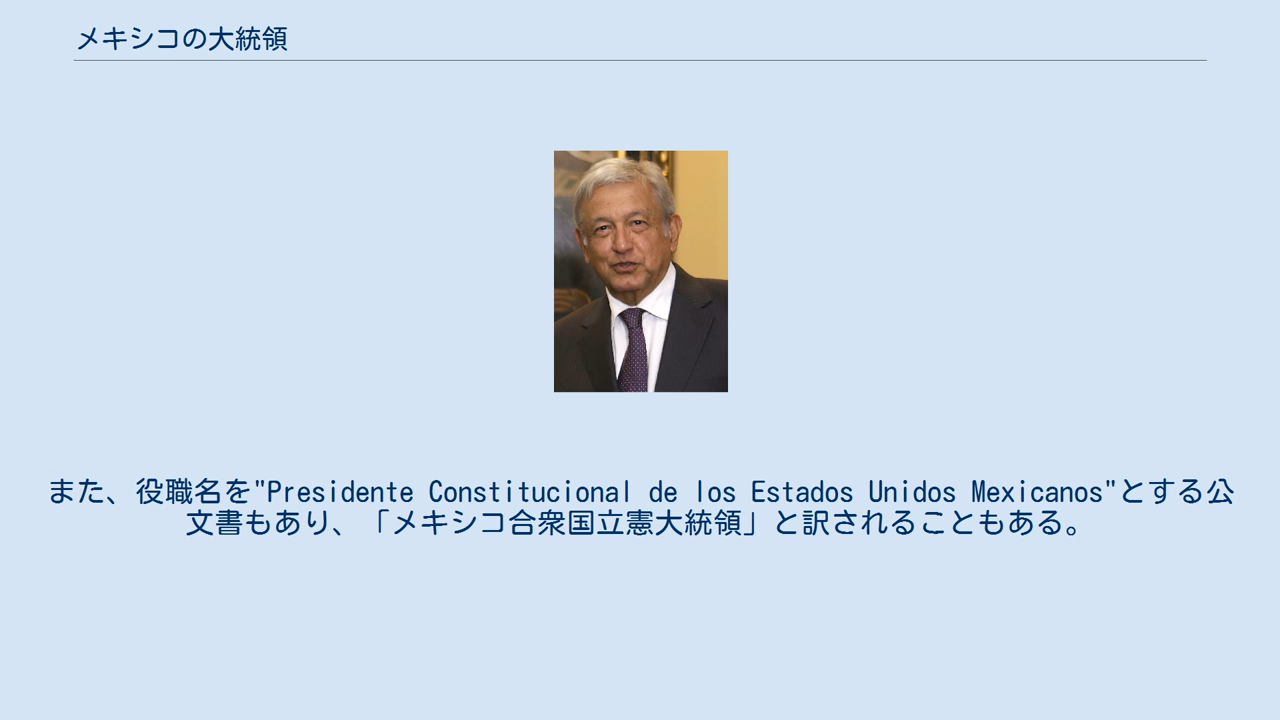 メキシコの大統領
また、役職名を"Presidente Constitucional de los Estados Unidos Mexicanos"とする公
文書もあり、「メキシコ合衆国立憲大統領」と訳されることもある。